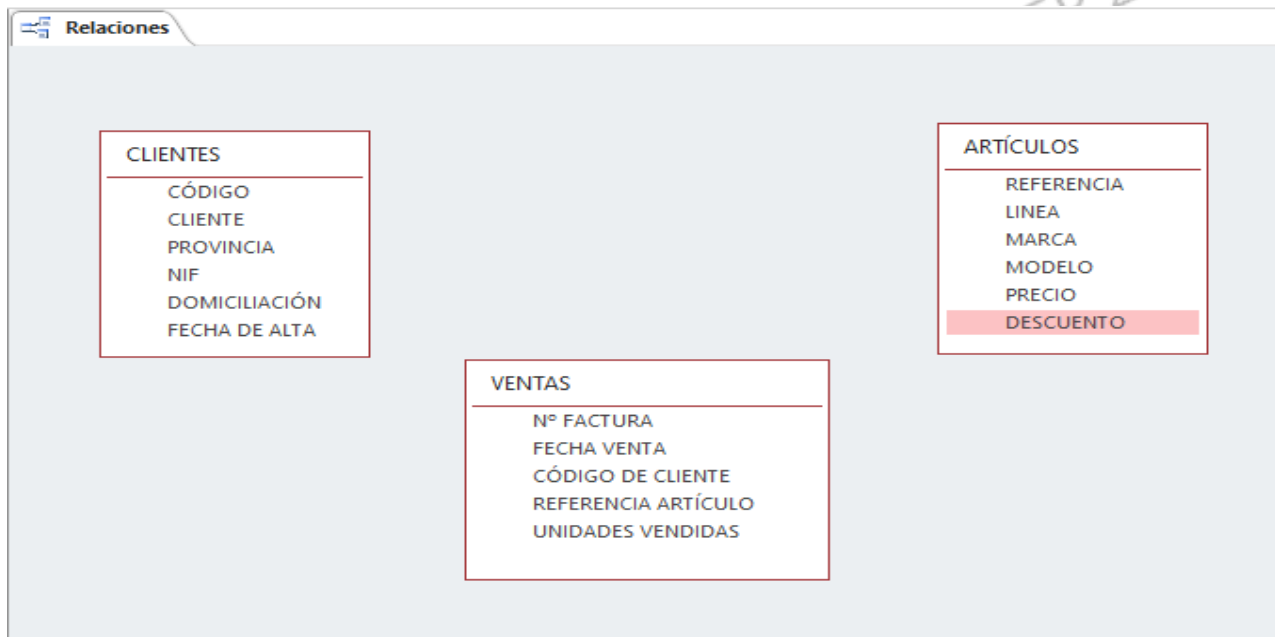 Relaciones
CLIENTES
CÓDIGO
CLIENTE
PROVINCIA
NIF
DOMICILIACIÓN
FECHA DE ALTA
ARTÍCULOS
REFERENCIA
LINEA
MARCA
MODELO
PRECIO
DESCUENTO
VENTAS
Nº FACTURA
FECHA VENTA
CÓDIGO DE CLIENTE
REFERENCIA ARTÍCULO
UNIDADES VENDIDAS